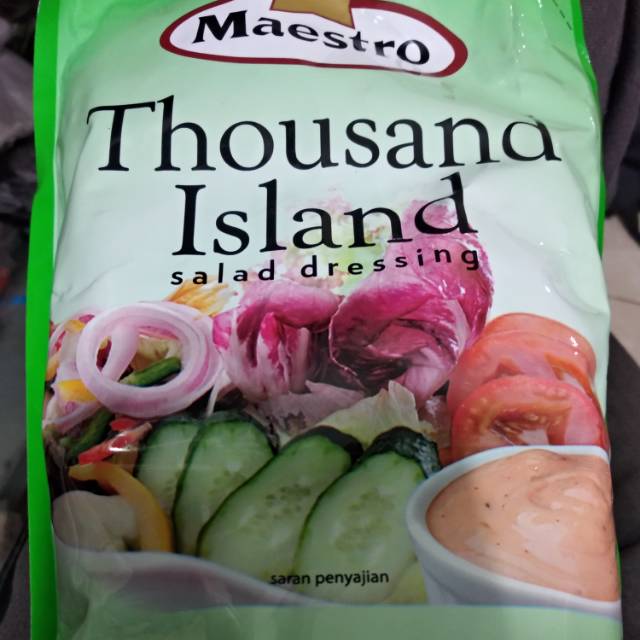 Maestro
Thousand
Island
salad dressing
saran penyajian